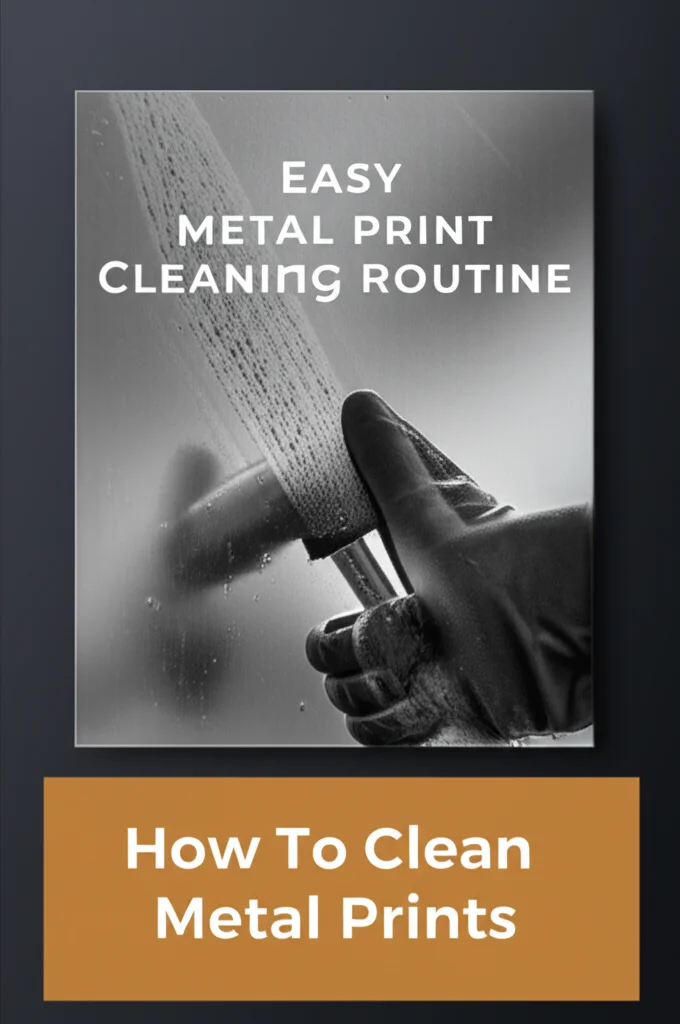 EASY
METAL PRINT
CLEANIng ROUTINE
How To Clean
Metal Prints